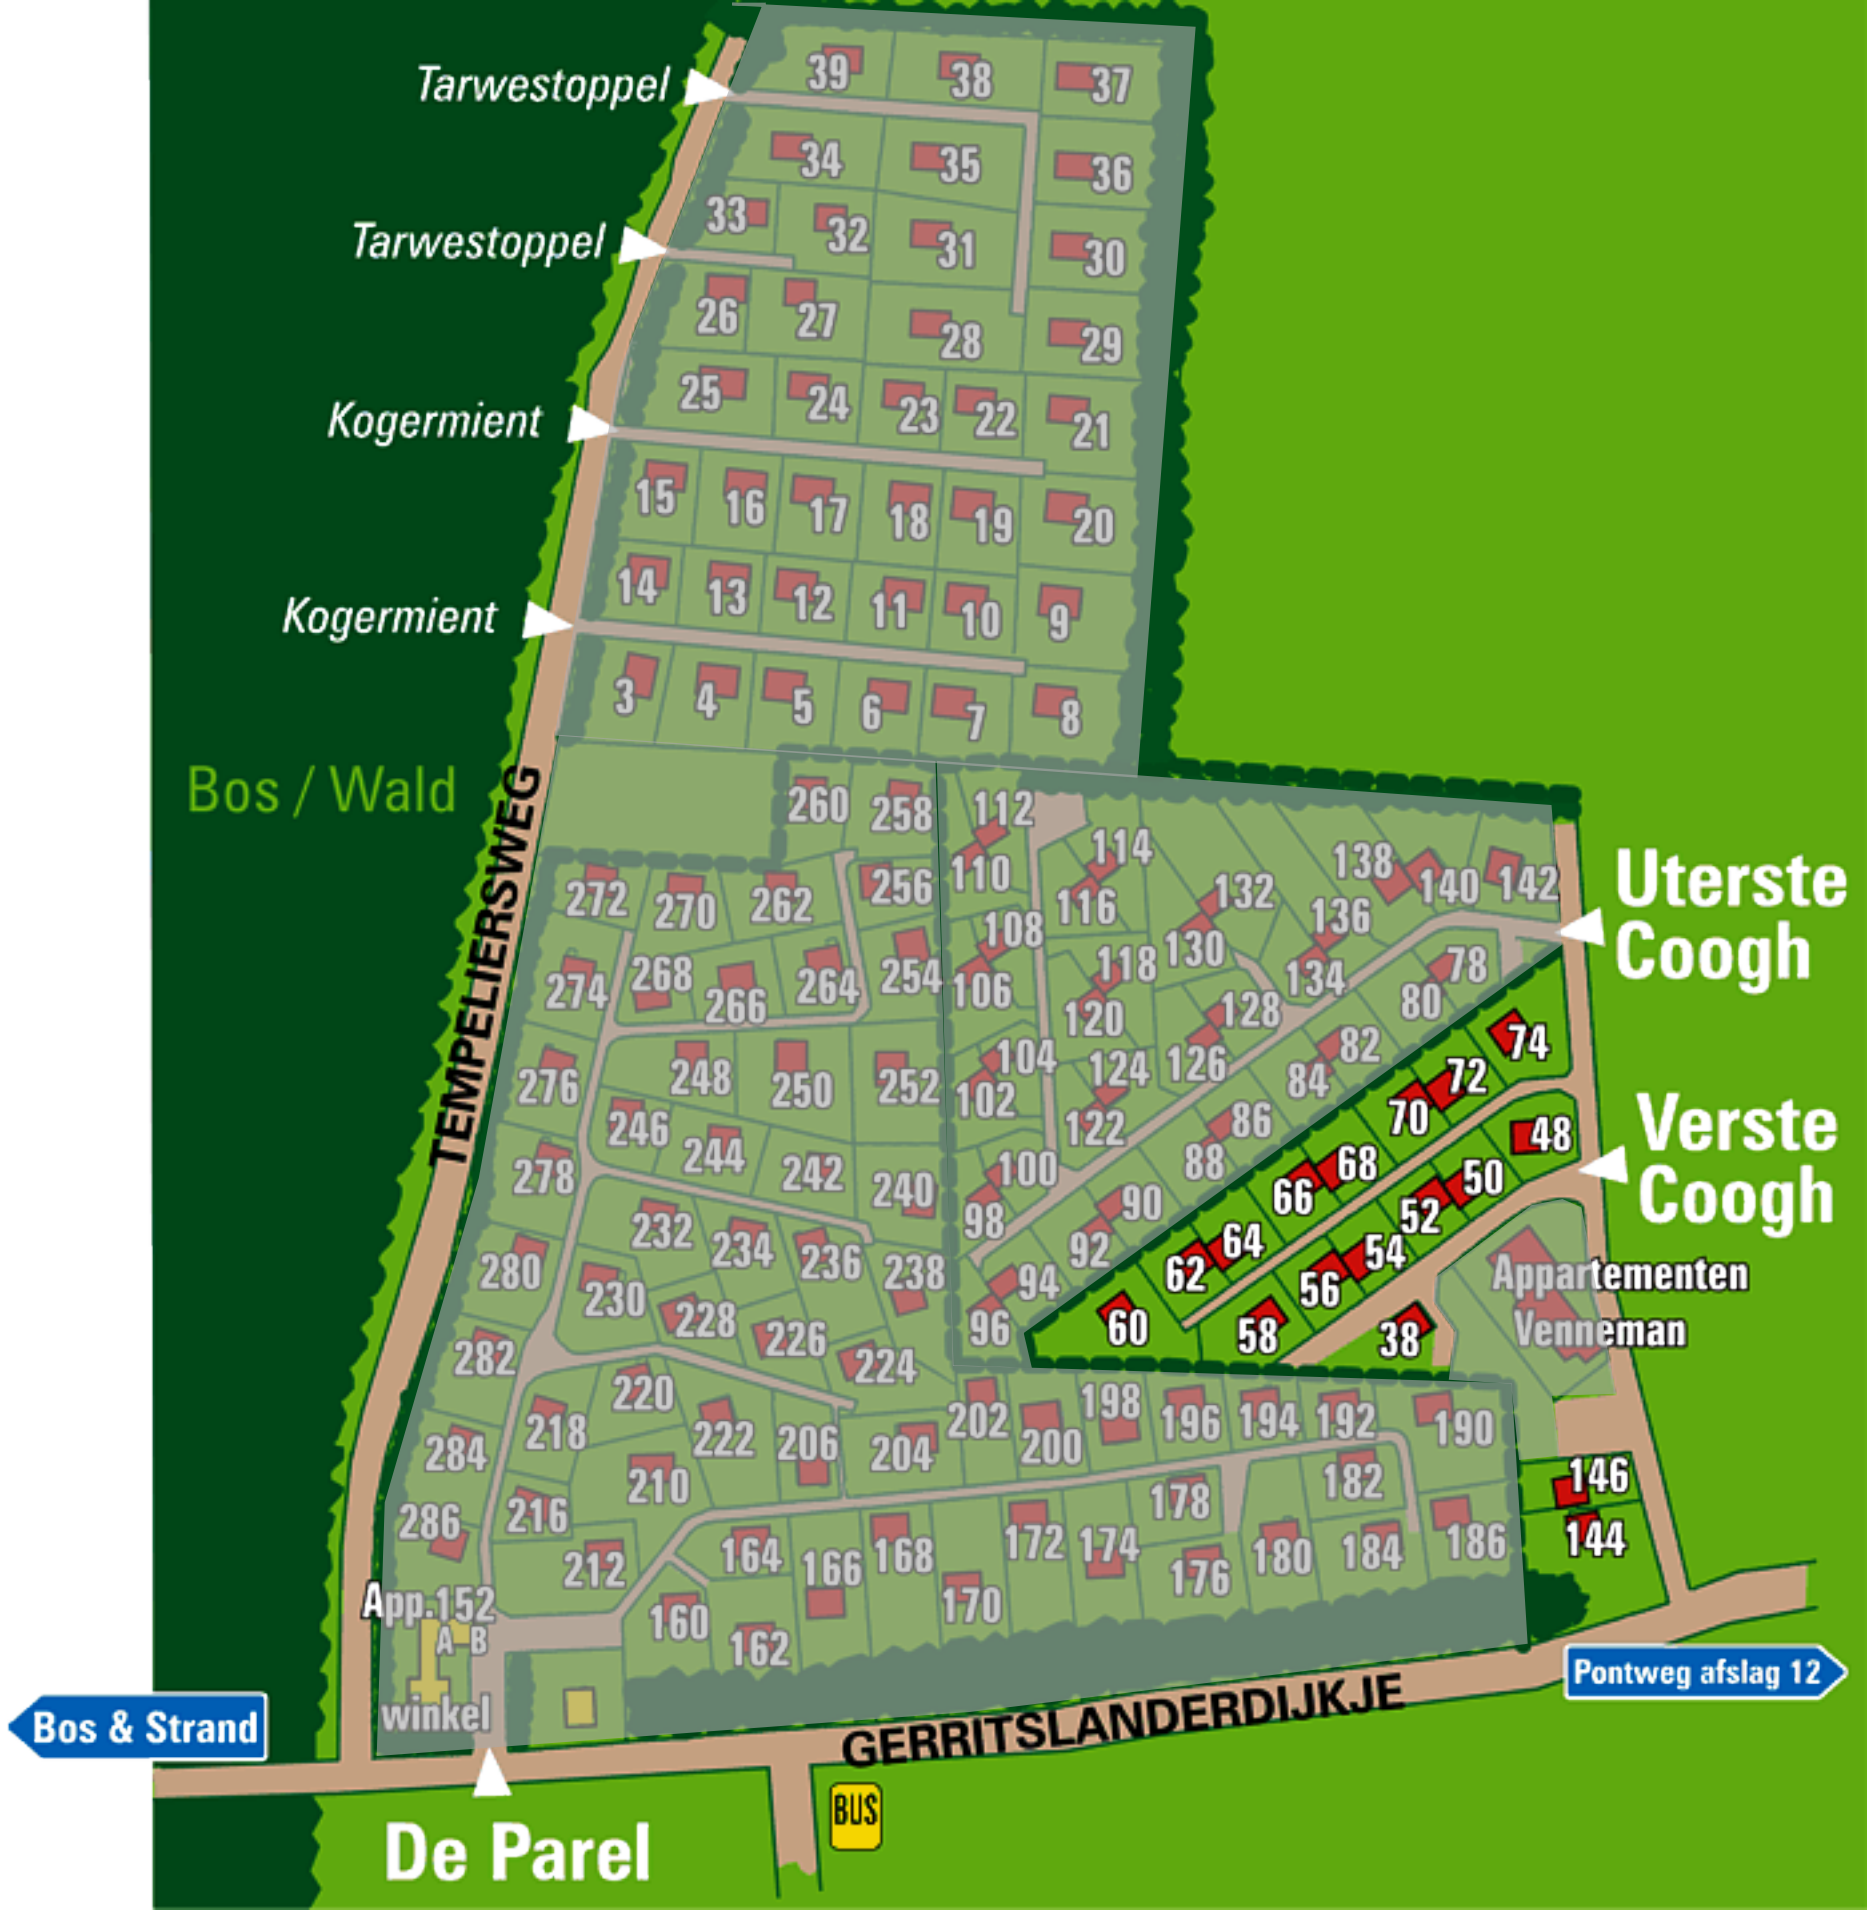 39 38 37
Tarwestoppel
34 35 36
33 32 31 30
Tarwestoppel
26 27 28 29
25 24 23 22 21
Kogermient
15 16 17 18 19 20
14 13 12 11 10 9
Kogermient
3 4 5 6 7 8
Bos / Wald
TEMPELIERSWEG
260 258 112
114 138 140 142
110 256
272 270 262 116 132 136
Uterste
Coogh
108 130
274 268 266 264 254 106 118 134 78 80
120 128
74
276 248 250 252 104 102 124 126 82 84
72 70
246 244 122 86 48
Verste
Coogh
278 242 240 100 98 88 68 66 50 52
232 234 236 90 92 64 62 54 56
280 230 238 94
Appartementen
Venneman
228 226 96 60 58 38
282 224
220 218 222 206 204 202 200 198 196 194 192 190
284 210 182 146
286 216 178 144
212 164 166 168 172 174 176 180 184 186
App.152
A B
160 162 170
winkel
Pontweg afslag 12
Bos & Strand
GERRITSLANDERDIJKJE
BUS
De Parel